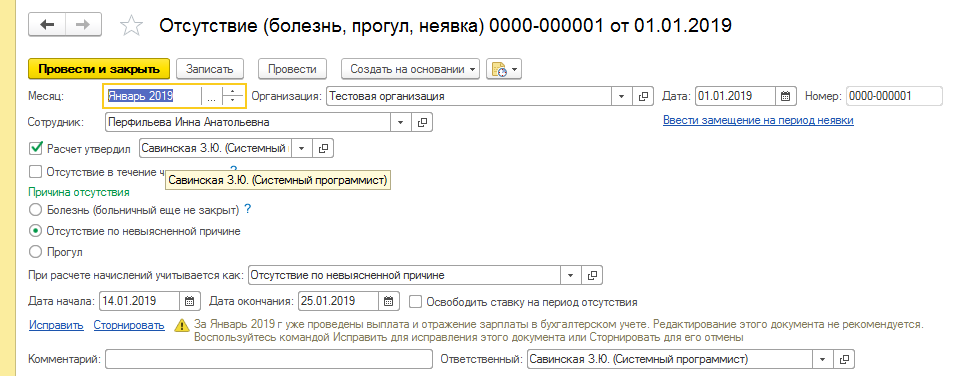 Отсутствие (болезнь, прогул, неявка) 0000-000001 от 01.01.2019
Провести и закрыть Записать Провести Создать на основании
Месяц: Январь 2019 ... Организация: Тестовая организация Дата: 01.01.2019 Номер: 0000-000001
Сотрудник: Перфильева Инна Анатольевна Ввести замещение на период неявки
Расчет утвердил Савинская З.Ю. (Системный
Отсутствие в течение ?
Савинская З.Ю. (Системный программист)
Причина отсутствия
Болезнь (больничный еще не закрыт) ?
Отсутствие по невыясненной причине
Прогул
При расчете начислений учитывается как: Отсутствие по невыясненной причине
Дата начала: 14.01.2019 Дата окончания: 25.01.2019 Освободить ставку на период отсутствия
Исправить Сторнировать За Январь 2019 г уже проведены выплата и отражение зарплаты в бухгалтерском учете. Редактирование этого документа не рекомендуется.
Воспользуйтесь командой Исправить для исправления этого документа или Сторнировать для его отмены
Комментарий: Ответственный: Савинская З.Ю. (Системный программист)